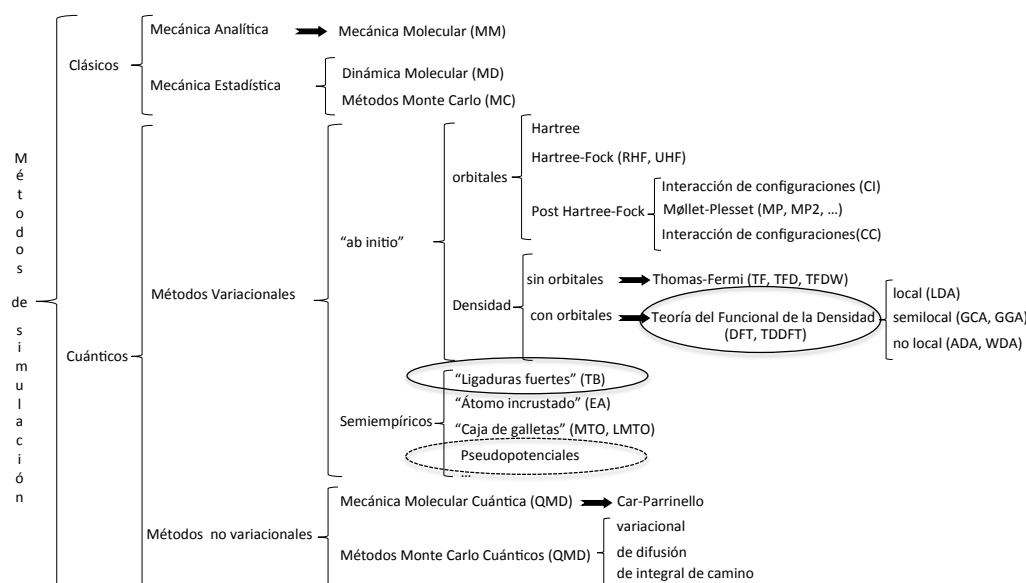 Métodos de simulación
Clásicos
Mecánica Analítica
Mecánica Molecular (MM)
Mecánica Estadística
Dinámica Molecular (MD)
Métodos Monte Carlo (MC)
Cuánticos
Métodos Variacionales
“ab initio”
orbitales
Hartree
Hartree-Fock (RHF, UHF)
Post Hartree-Fock
Interacción de configuraciones (CI)
Møllet-Plesset (MP, MP2, ...)
Interacción de configuraciones(CC)
Densidad
sin orbitales
Thomas-Fermi (TF, TFD, TFDW)
con orbitales
Teoría del Funcional de la Densidad
(DFT, TDDFT)
local (LDA)
semilocal (GCA, GGA)
no local (ADA, WDA)
Semiempíricos
“Ligaduras fuertes” (TB)
“Átomo incrustado” (EA)
“Caja de galletas” (MTO, LMTO)
Pseudopotenciales
...
Métodos no variacionales
Mecánica Molecular Cuántica (QMD)
Car-Parrinello
Métodos Monte Carlo Cuánticos (QMD)
variacional
de difusión
de integral de camino